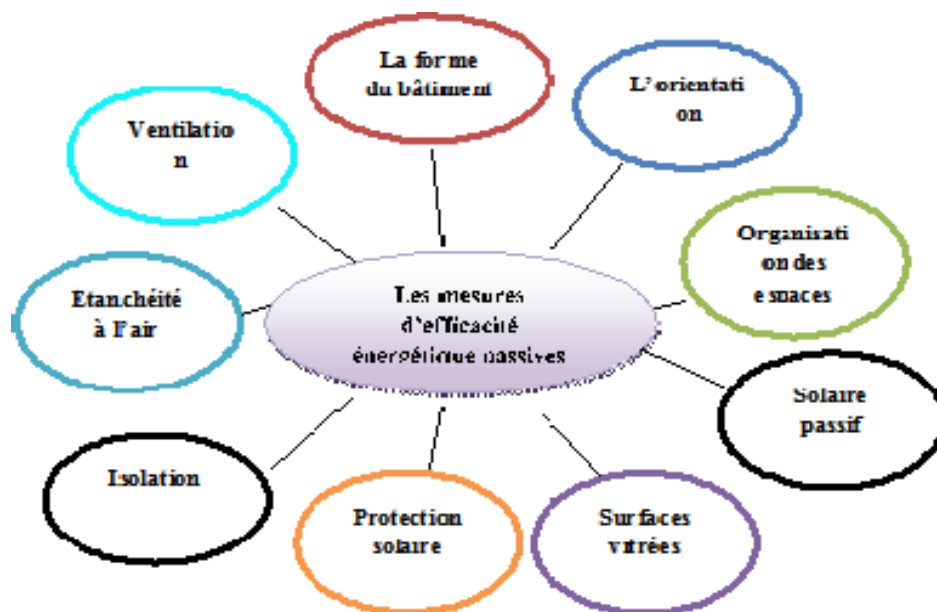 La forme
du bâtiment
L'orientati
on
Ventilatio
n
Organisati
on des
espaces
Etanchéité
à l'air
Les mesures
d'efficacité
énergétique passives
Solaire
passif
Isolation
Protection
solaire
Surfaces
vitrées